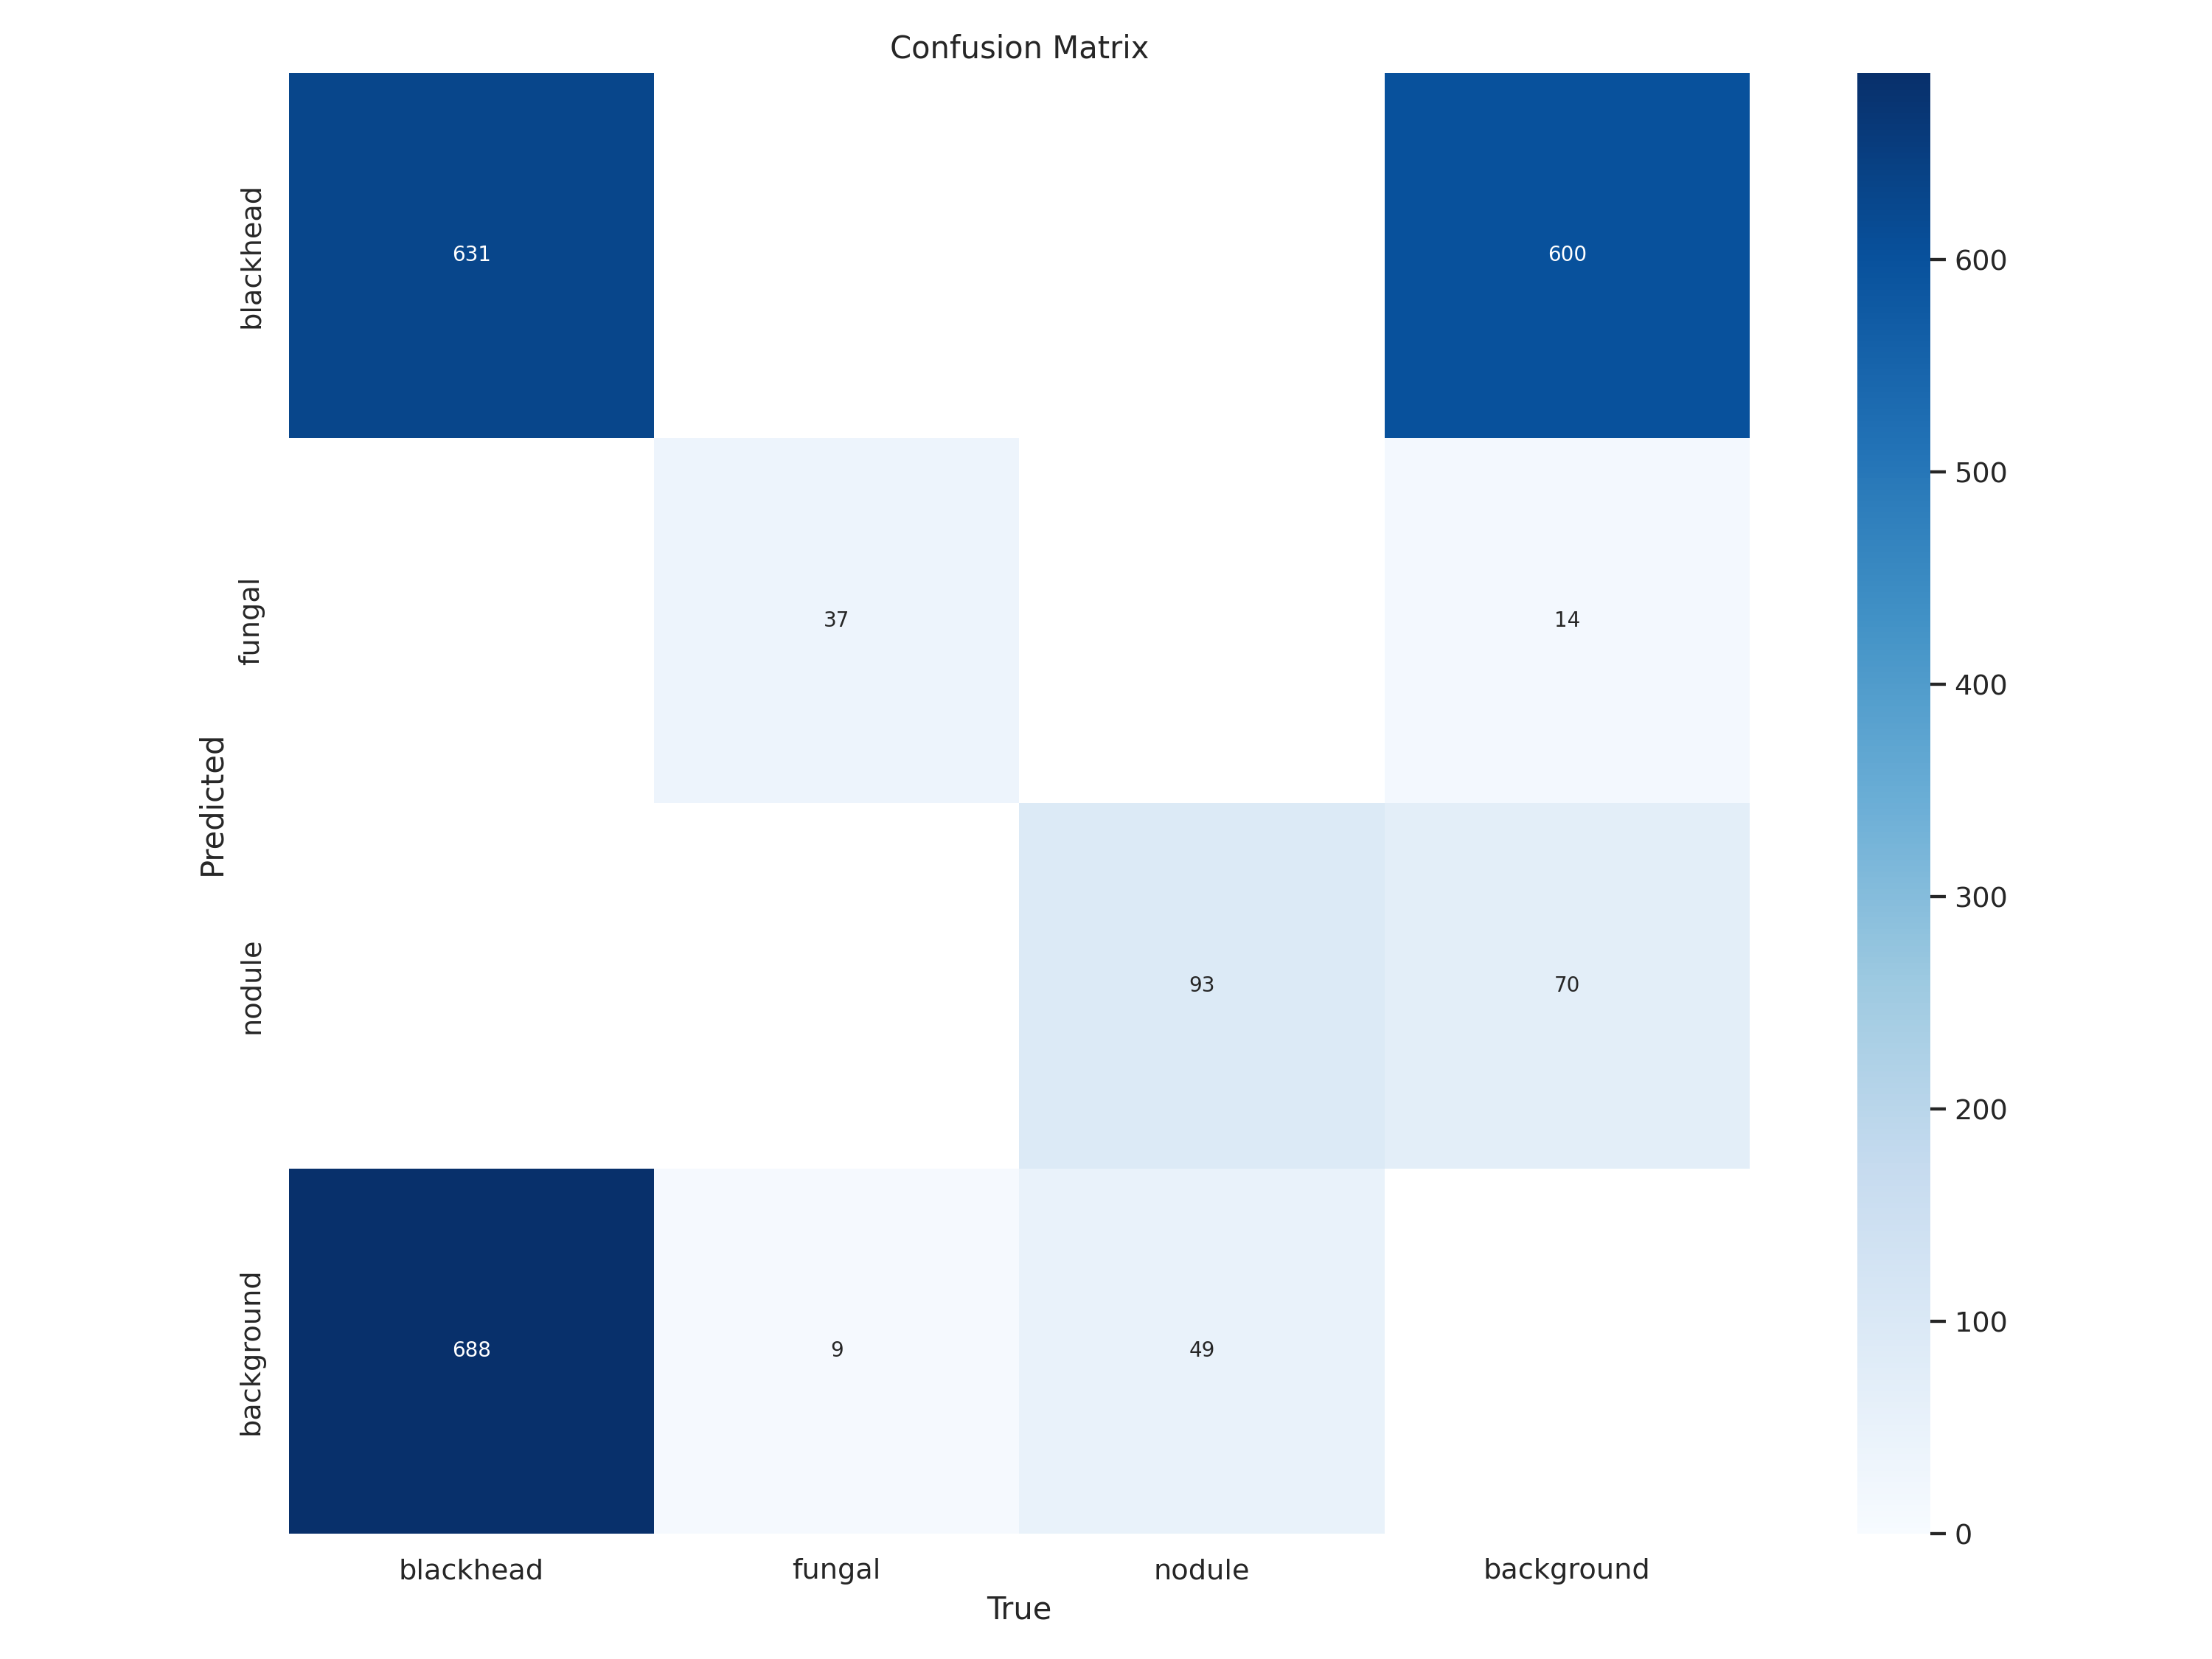 Confusion Matrix
blackhead
631
600
600
fungal
37
14
500
400
Predicted
nodule
93
70
300
200
background
688
9
49
100
0
blackhead
fungal
nodule
background
True